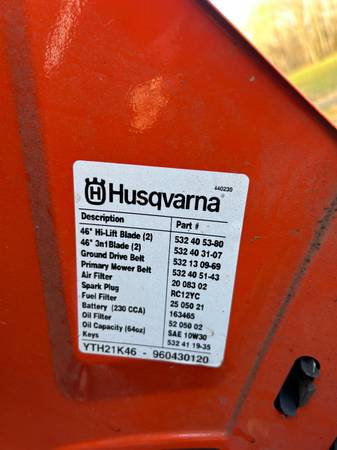 440239
Husqvarna
Description Part #
46" Hi-Lift Blade (2) 532 40 53-80
46" 3n1Blade (2) 532 40 31-07
Ground Drive Belt 532 13 09-69
Primary Mower Belt 532 40 51-43
Air Filter 20 083 02
Spark Plug RC12YC
Fuel Filter 25 050 21
Battery (230 CCA) 163465
Oil Filter 52 050 02
Oil Capacity (64oz) SAE 10W30
Keys 532 41 19-35
YTH21K46 - 960430120